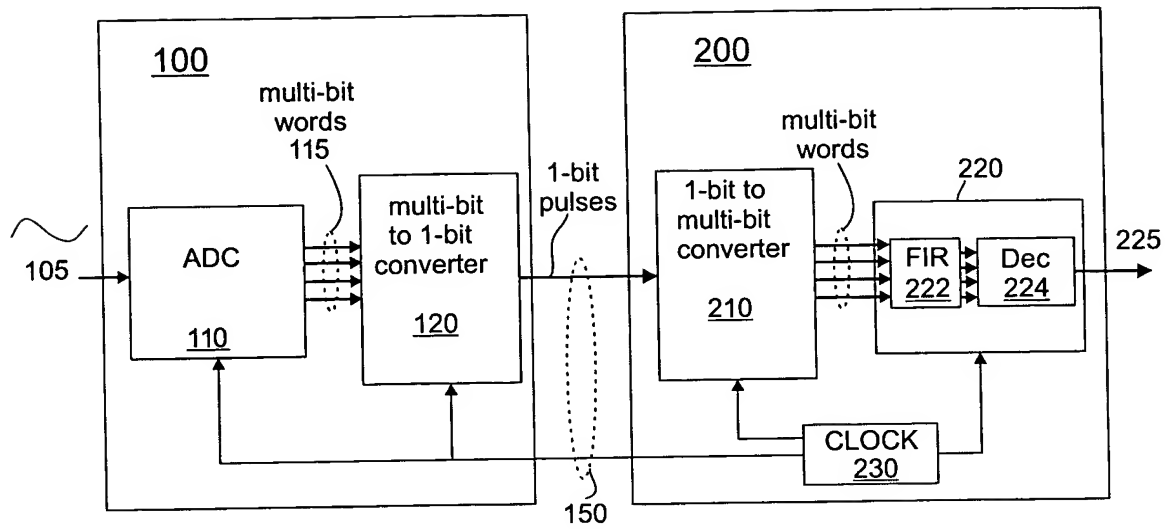 100
multi-bit
words
115
105
ADC
110
multi-bit
to 1-bit
converter
120
1-bit
pulses
150
200
1-bit to
multi-bit
converter
210
multi-bit
words
220
FIR
222
Dec
224
225
CLOCK
230